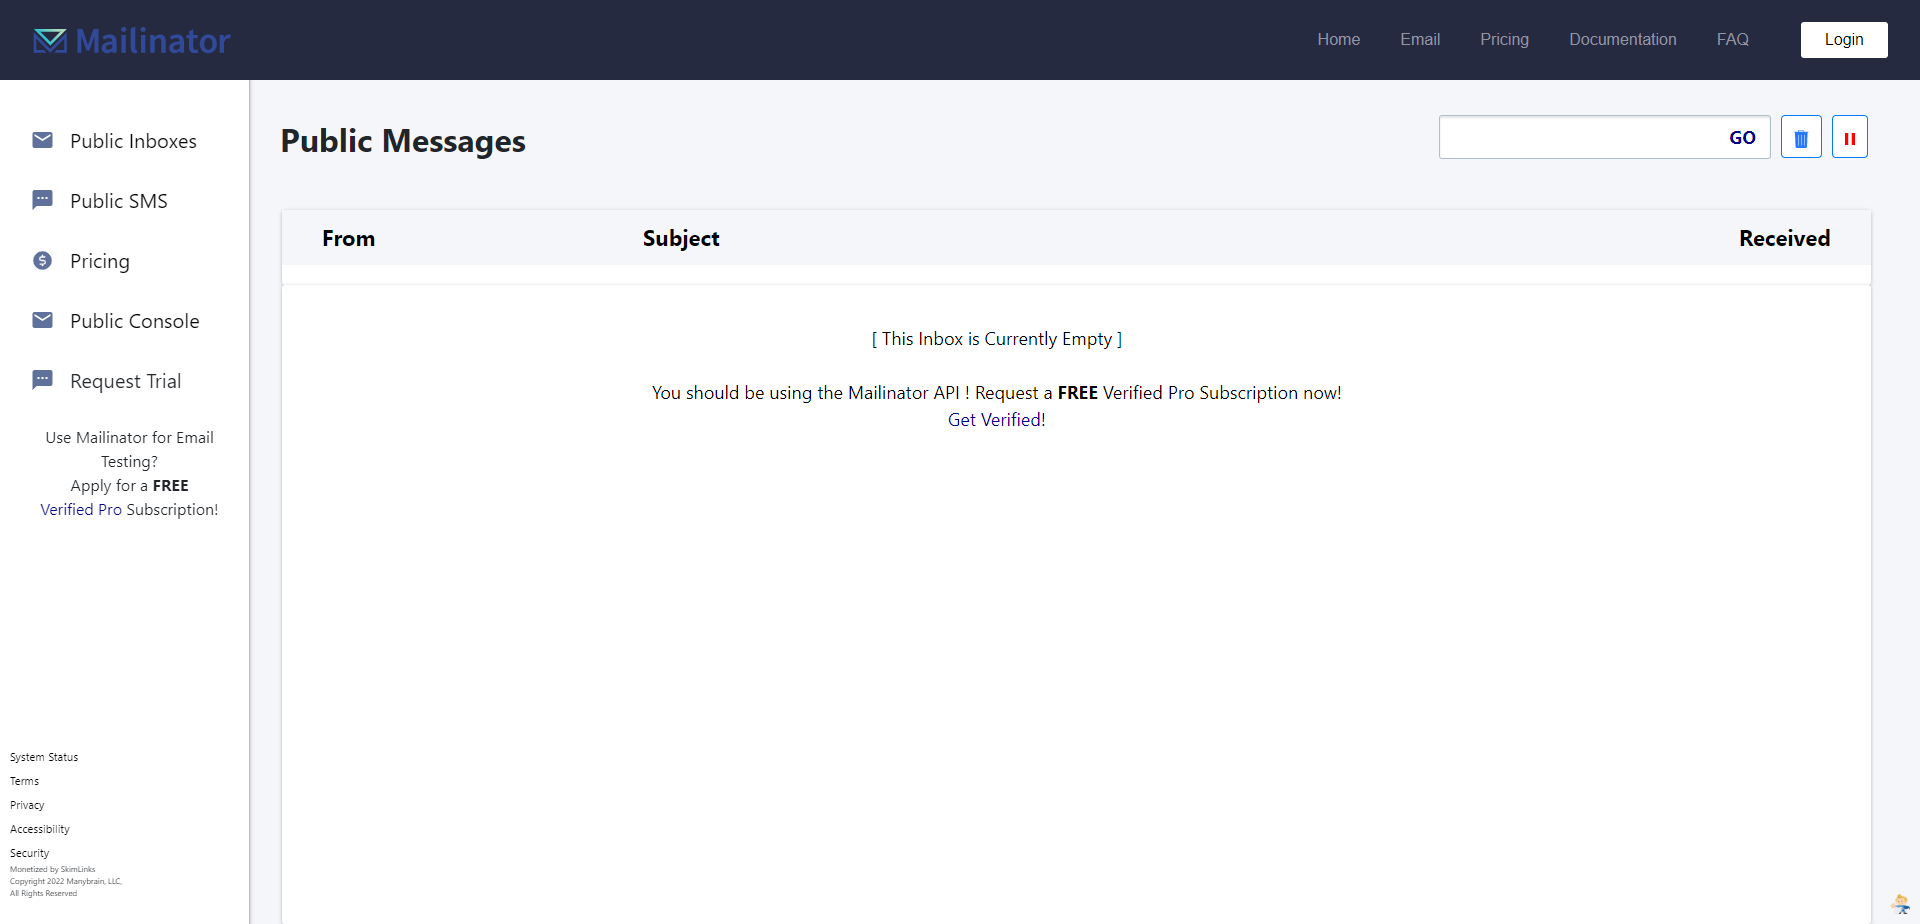 Mailinator
Home Email Pricing Documentation FAQ Login
Public Inboxes
Public SMS
Pricing
Public Console
Request Trial
Use Mailinator for Email
Testing?
Apply for a FREE
Verified Pro Subscription!
System Status
Terms
Privacy
Accessibility
Security
Monetized by SkimLinks
Copyright 2022 Manybrain, LLC,
All Rights Reserved
Public Messages
GO
From Subject Received
[ This Inbox is Currently Empty ]
You should be using the Mailinator API ! Request a FREE Verified Pro Subscription now!
Get Verified!